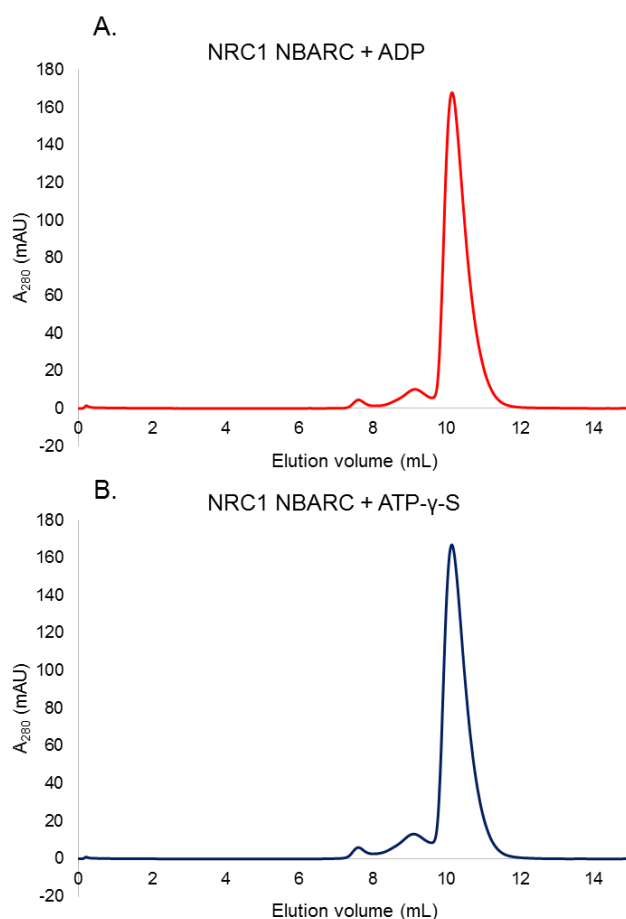 A.
NRC1 NBARC + ADP
180
160
140
120
100
80
60
40
20
0
-20
A₂₈₀ (mAU)
0 2 4 6 8 10 12 14
Elution volume (mL)
B.
NRC1 NBARC + ATP-γ-S
180
160
140
120
100
80
60
40
20
0
-20
A₂₈₀ (mAU)
0 2 4 6 8 10 12 14
Elution volume (mL)